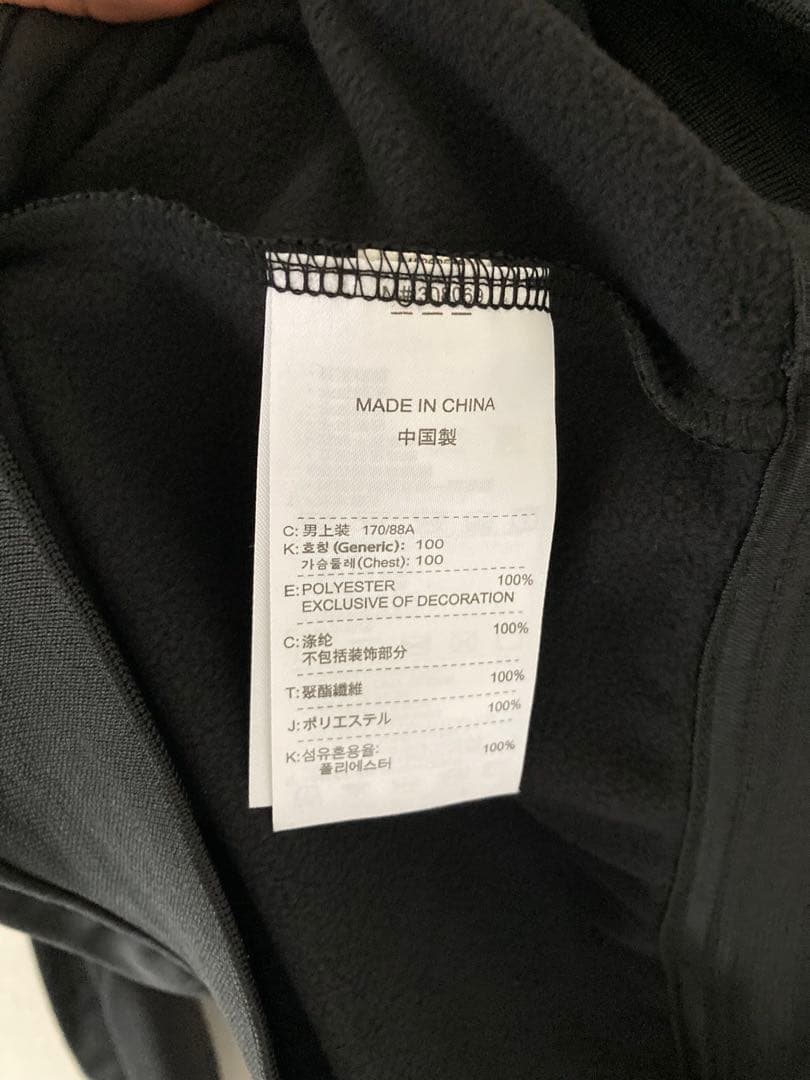 MADE IN CHINA
中国製
C: 男上装 170/88A
K: 호칭 (Generic): 100
가슴둘레(Chest): 100
E: POLYESTER 100%
EXCLUSIVE OF DECORATION
C: 涤纶 100%
不包括装饰部分
T: 聚酯纖維 100%
J: ポリエステル 100%
K: 섬유혼용율: 100%
폴리에스터